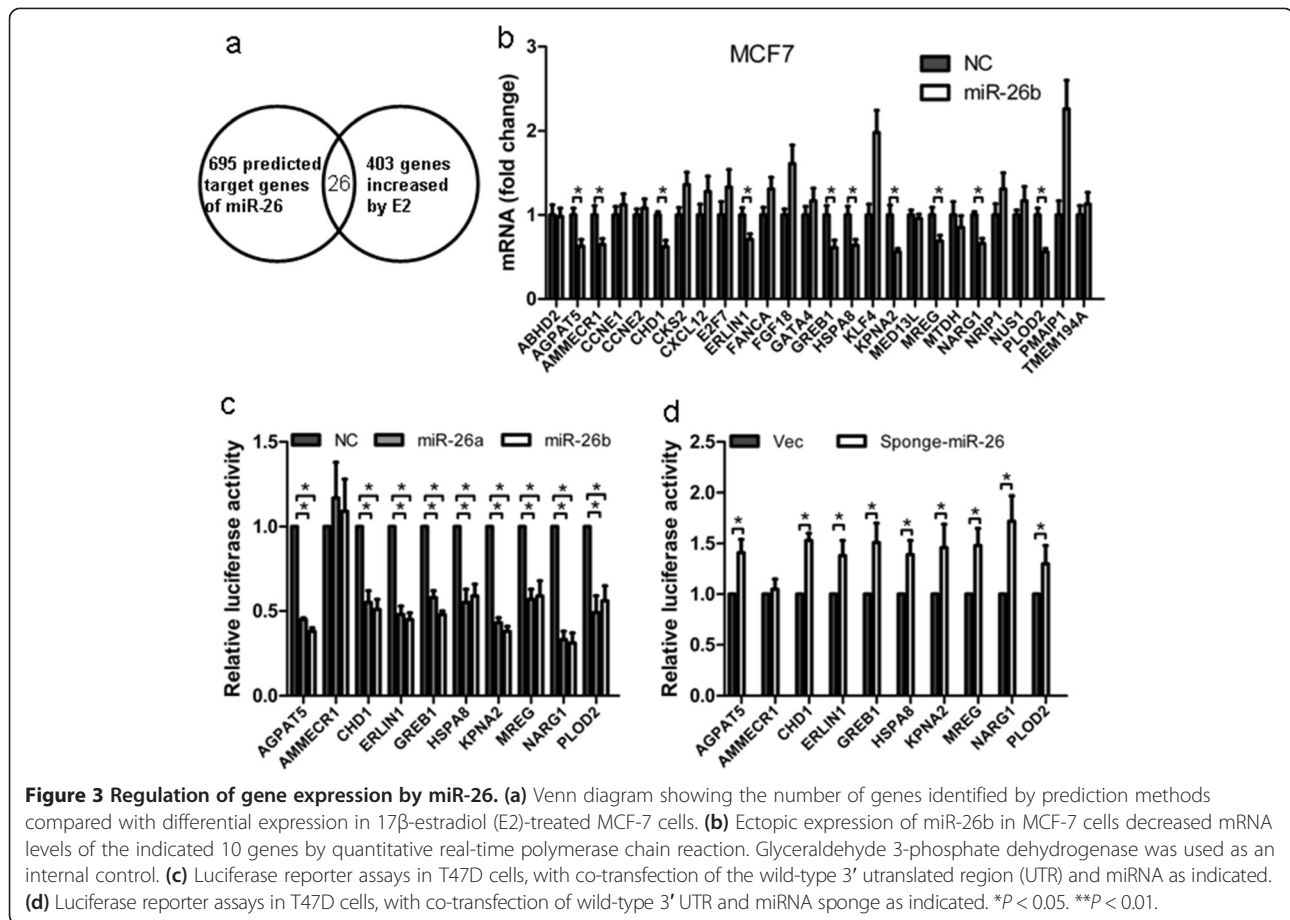 a
695 predicted
target genes
of miR-26
26
403 genes
increased
by E2
b
MCF7
NC
miR-26b
mRNA (fold change)
3
2
1
0
* * * * * * * * * *
ABHD2
AGPAT5
AMMECR1
CCNE1
CCNE2
CHD1
CKS2
CXCL12
E2F7
ERLIN1
FANCA
FGF18
GATA4
GREB1
HSPA8
KLF4
KPNA2
MED13L
MREG
MTDH
NARG1
NRIP1
NUS1
PLOD2
PMAIP1
TMEM194A
c
NC miR-26a miR-26b
Relative luciferase activity
1.5
1.0
0.5
0.0
* * * * * * * * *
* * * * * * * * *
AGPAT5
AMMECR1
CHD1
ERLIN1
GREB1
HSPA8
KPNA2
MREG
NARG1
PLOD2
d
Vec Sponge-miR-26
Relative luciferase activity
2.5
2.0
1.5
1.0
0.5
0.0
* * * * * * * * *
AGPAT5
AMMECR1
CHD1
ERLIN1
GREB1
HSPA8
KPNA2
MREG
NARG1
PLOD2
Figure 3 Regulation of gene expression by miR-26. (a) Venn diagram showing the number of genes identified by prediction methods
compared with differential expression in 17β-estradiol (E2)-treated MCF-7 cells. (b) Ectopic expression of miR-26b in MCF-7 cells decreased mRNA
levels of the indicated 10 genes by quantitative real-time polymerase chain reaction. Glyceraldehyde 3-phosphate dehydrogenase was used as an
internal control. (c) Luciferase reporter assays in T47D cells, with co-transfection of the wild-type 3′ utranslated region (UTR) and miRNA as indicated.
(d) Luciferase reporter assays in T47D cells, with co-transfection of wild-type 3′ UTR and miRNA sponge as indicated. *P < 0.05. **P < 0.01.